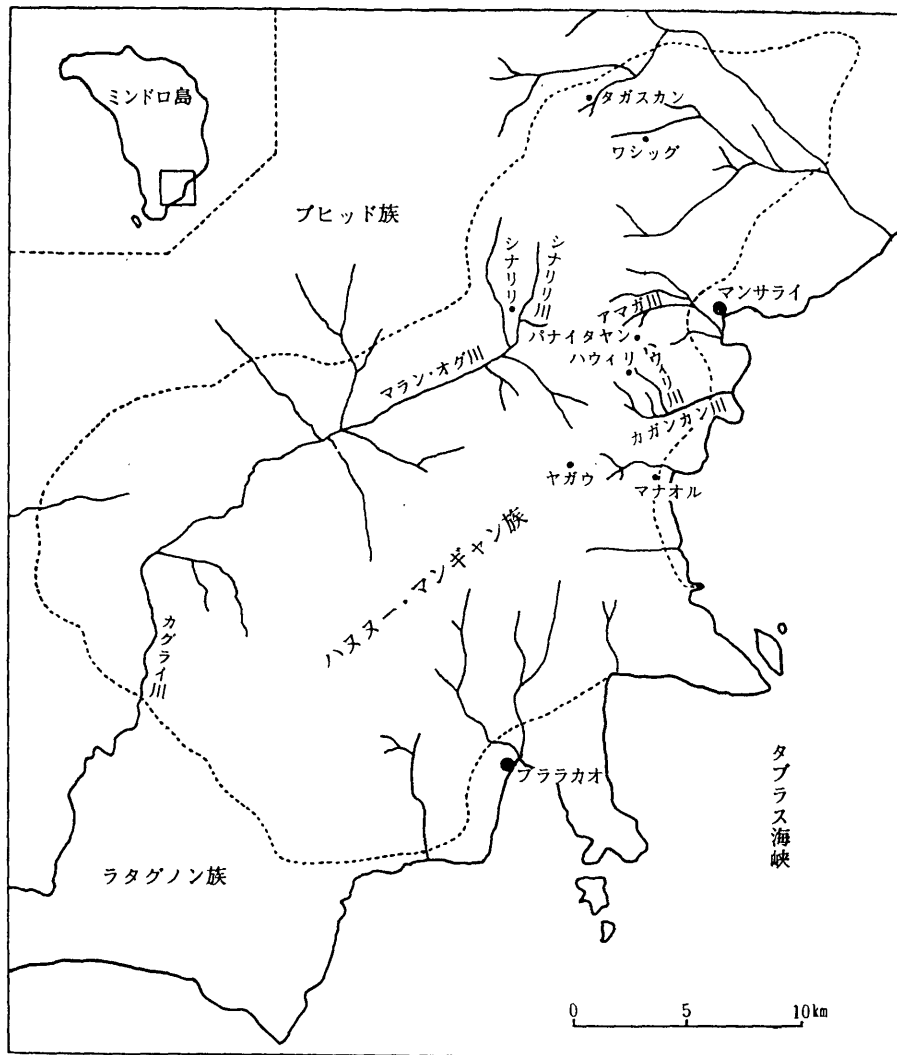 ミンドロ島
タガスカン
ワシッグ
ブヒッド族
シナリリ
シナリリ川
マンサライ
アマガ川
パナイタヤン
ハウィリ
ハウィリ川
マラン・オグ川
カガンカン川
ヤガウ
マナオル
ハヌヌー・マンギャン族
カグライ川
ブララカオ
タブラス海峡
ラタグノン族
0 5 10km